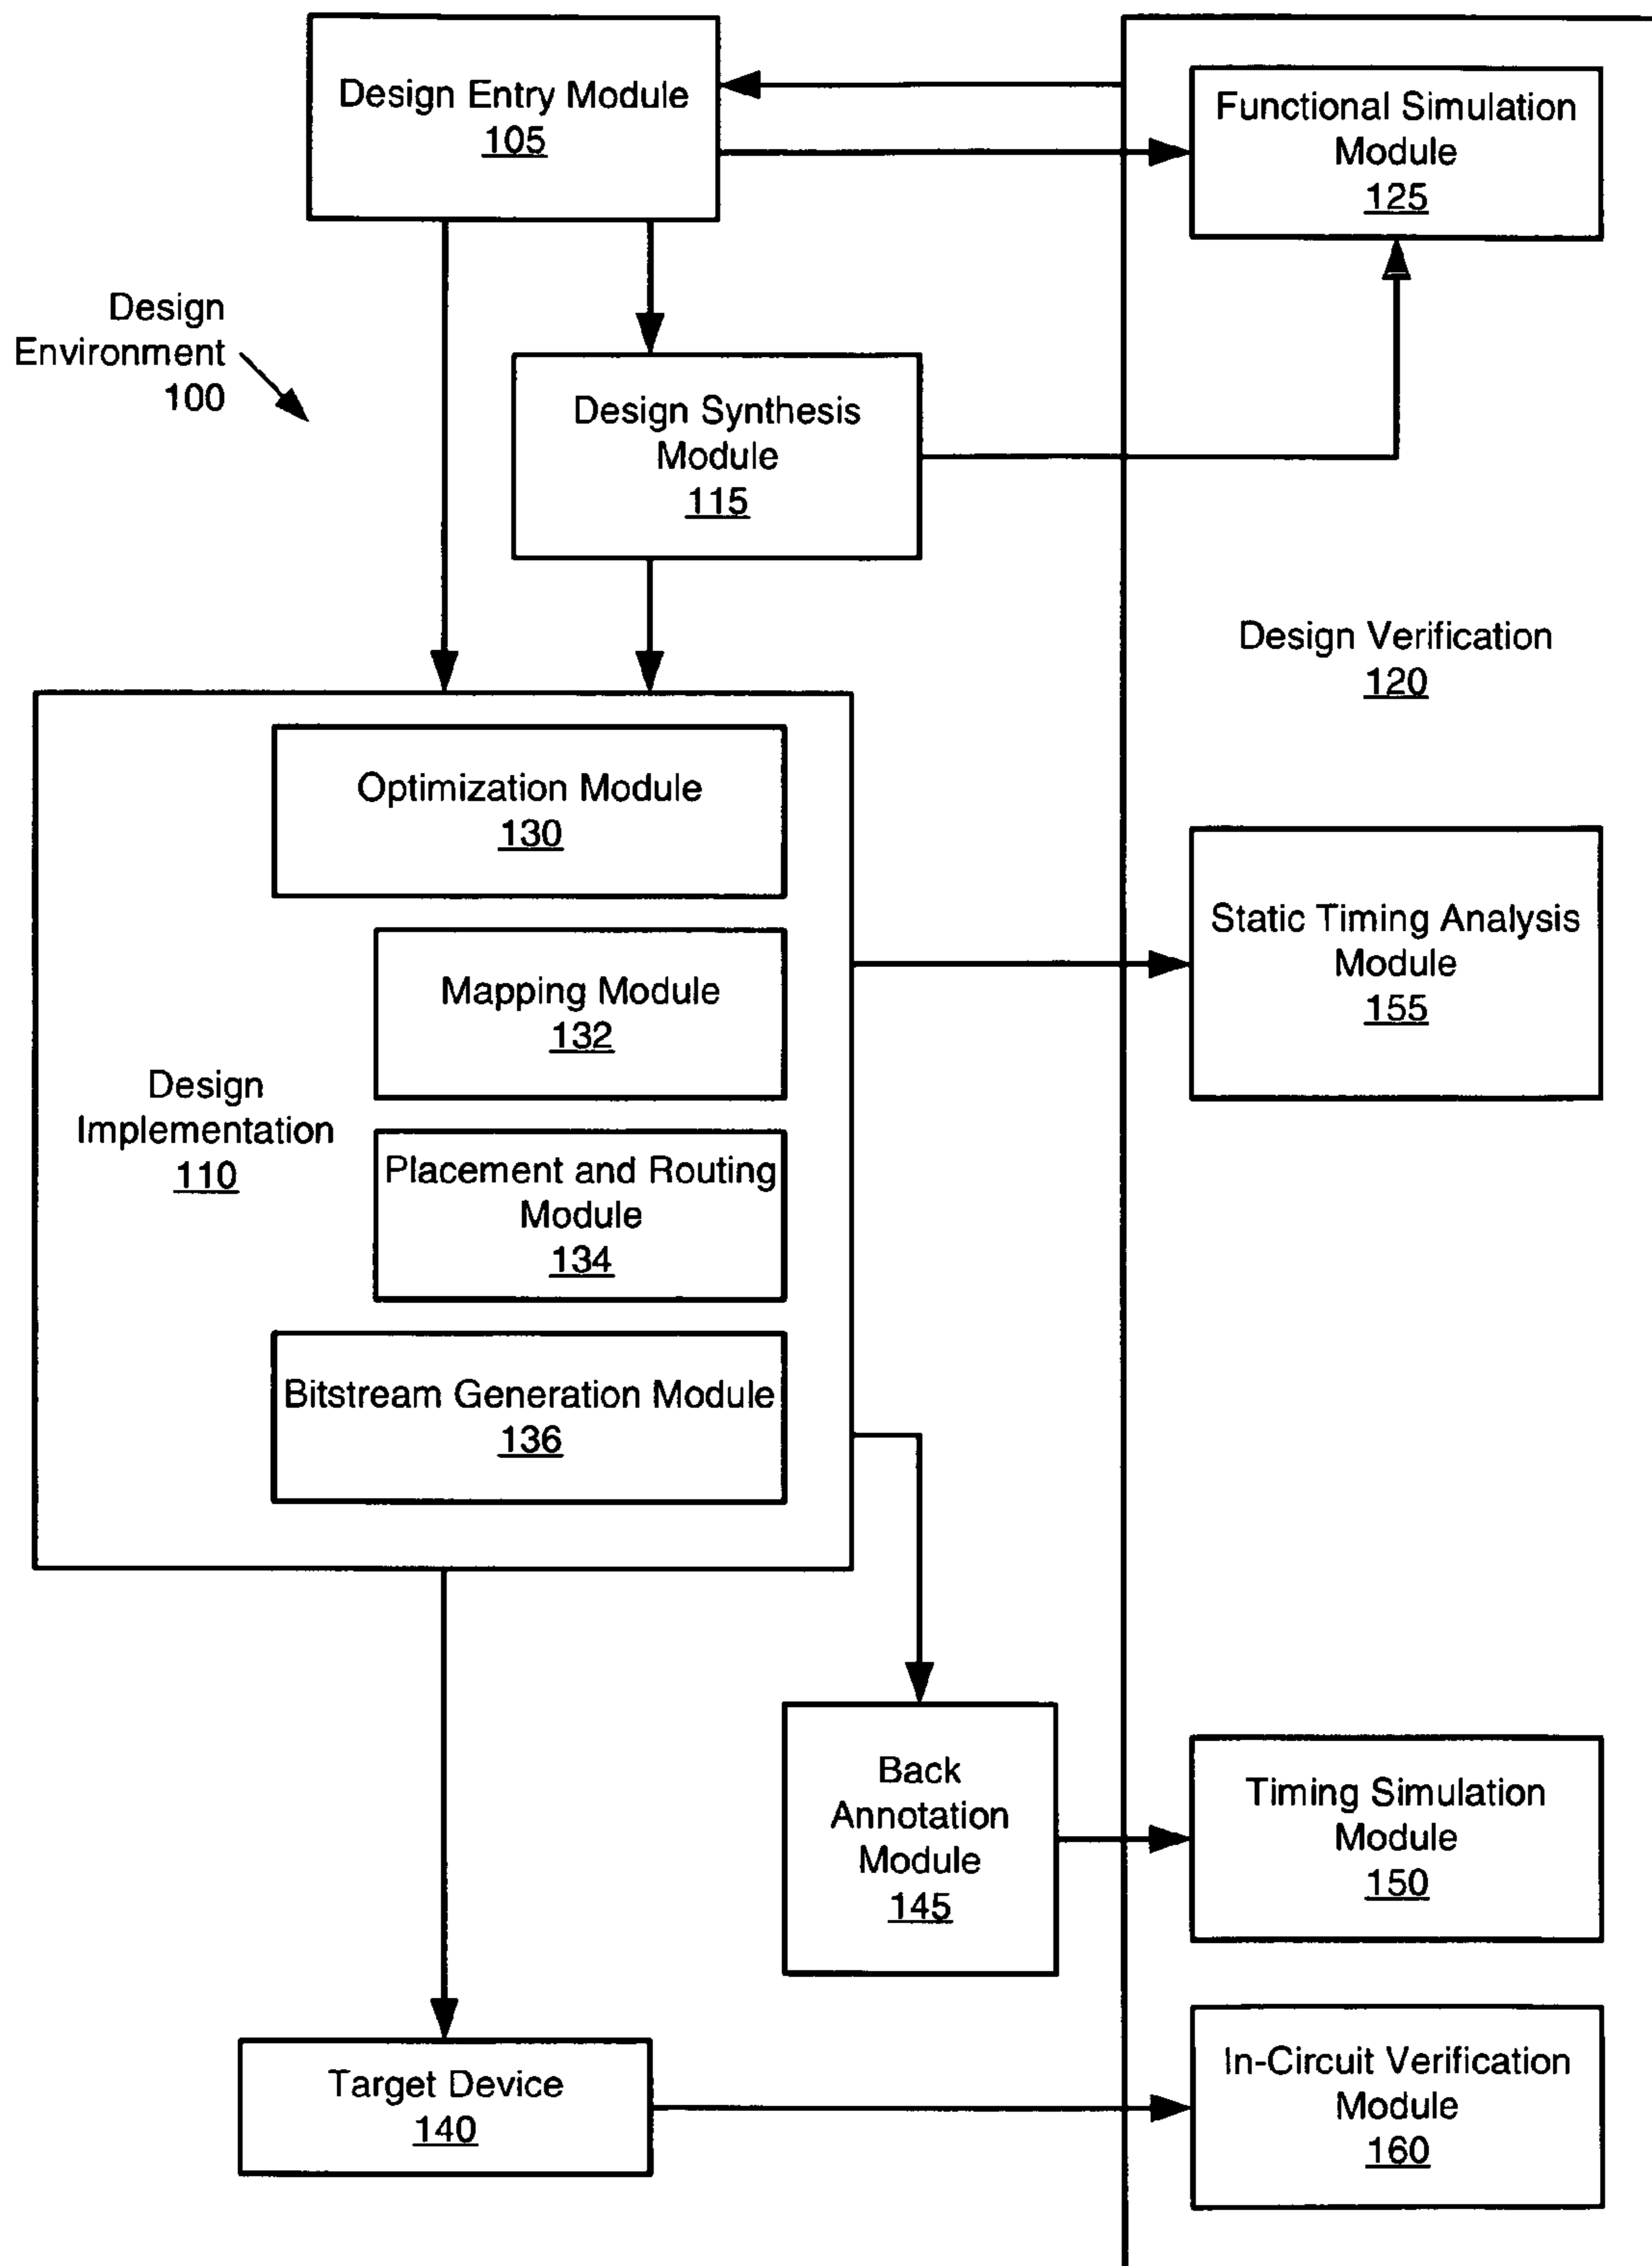 Design Entry Module
105
Functional Simulation
Module
125
Design
Environment
100
Design Synthesis
Module
115
Design Verification
120
Optimization Module
130
Static Timing Analysis
Module
155
Mapping Module
132
Design
Implementation
110
Placement and Routing
Module
134
Bitstream Generation Module
136
Back
Annotation
Module
145
Timing Simulation
Module
150
Target Device
140
In-Circuit Verification
Module
160